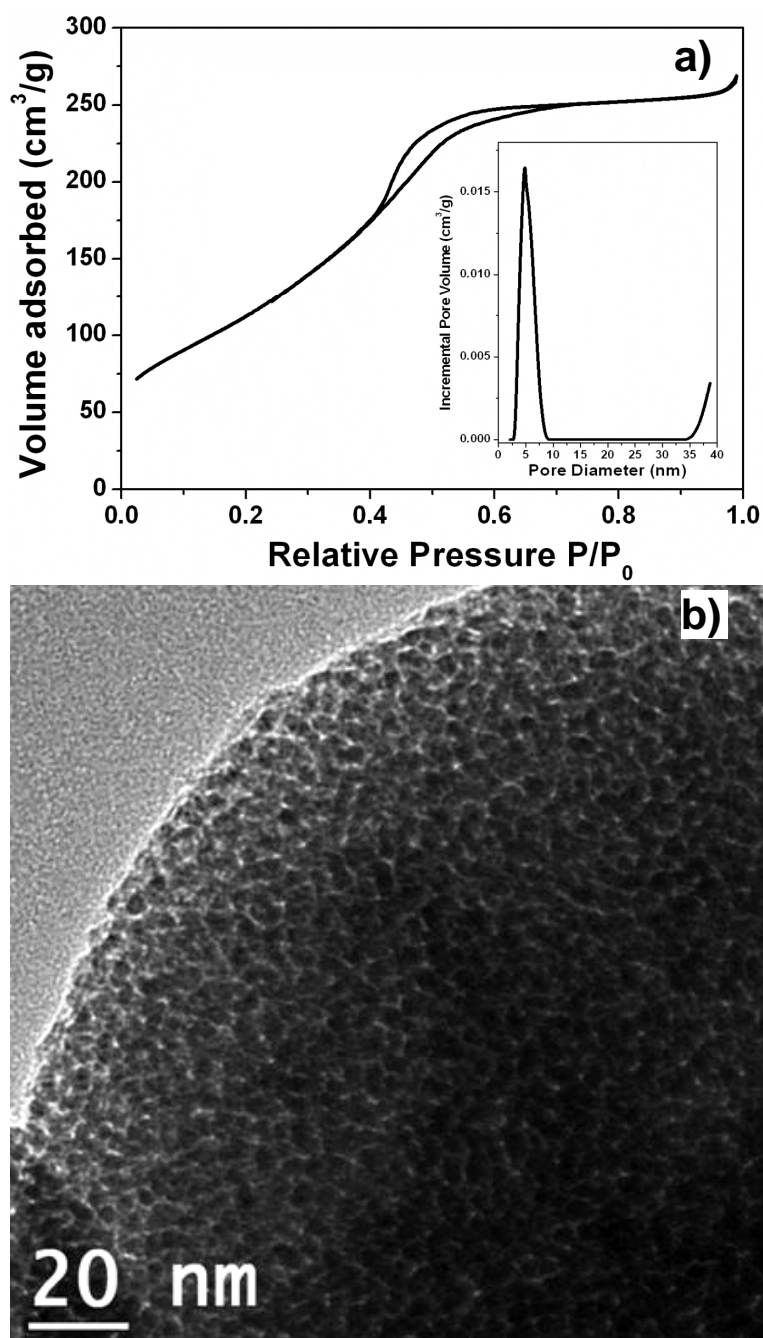 a)
Volume adsorbed (cm³/g)
300
250
200
150
100
50
0
0.0 0.2 0.4 0.6 0.8 1.0
Relative Pressure P/P₀
Incremental Pore Volume (cm³/g)
0.015
0.010
0.005
0.000
0 5 10 15 20 25 30 35 40
Pore Diameter (nm)
b)
20 nm